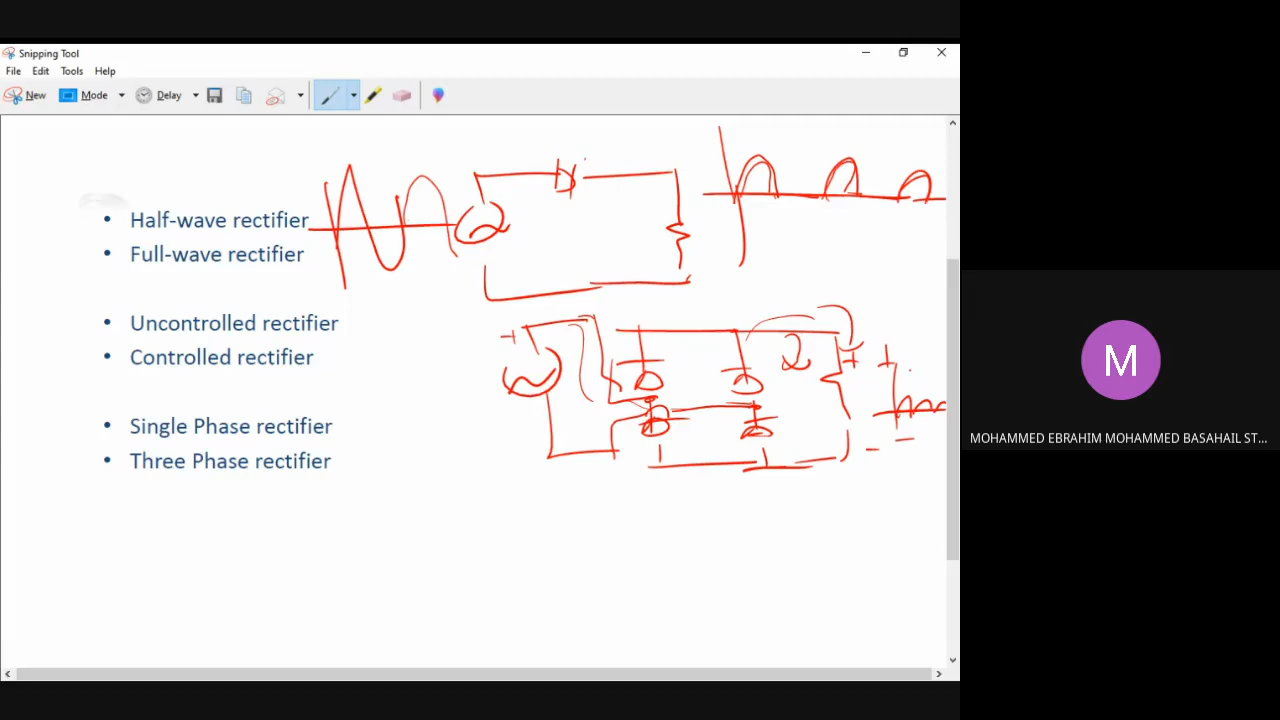 Snipping Tool
File Edit Tools Help
New Mode Delay
• Half-wave rectifier
• Full-wave rectifier
• Uncontrolled rectifier
• Controlled rectifier
• Single Phase rectifier
• Three Phase rectifier
+ + +
- -
M
MOHAMMED EBRAHIM MOHAMMED BASAHAIL ST...